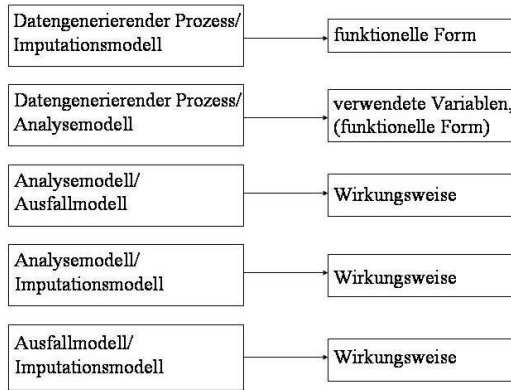 Datengenerierender Prozess/
Imputationsmodell
funktionelle Form
Datengenerierender Prozess/
Analysemodell
verwendete Variablen,
(funktionelle Form)
Analysemodell/
Ausfallmodell
Wirkungsweise
Analysemodell/
Imputationsmodell
Wirkungsweise
Ausfallmodell/
Imputationsmodell
Wirkungsweise